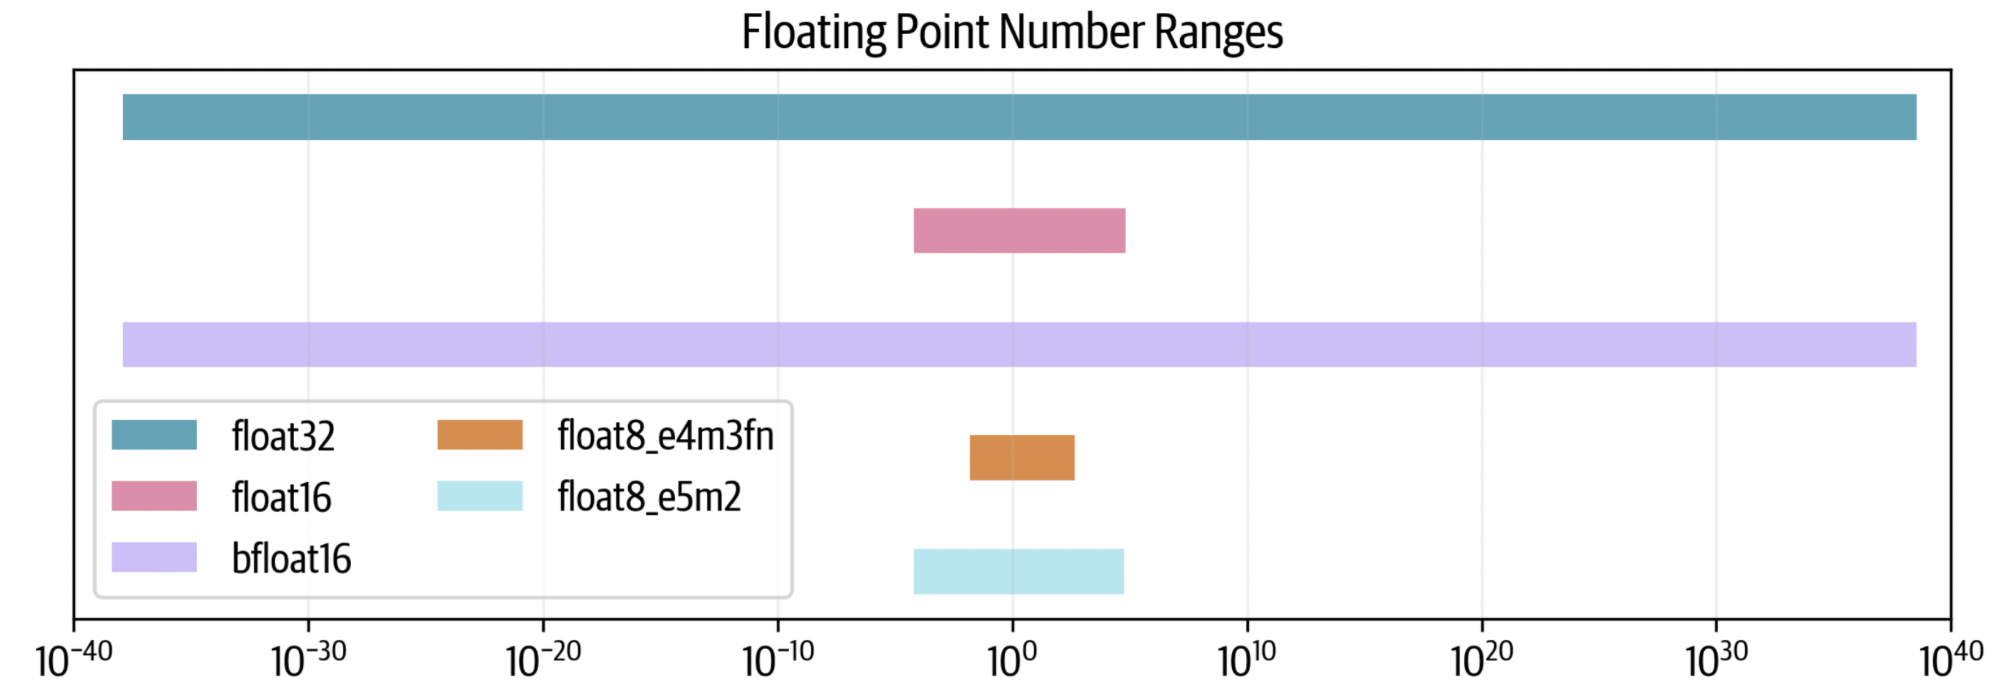 Floating Point Number Ranges
float32
float16
bfloat16
float8_e4m3fn
float8_e5m2
10⁻⁴⁰ 10⁻³⁰ 10⁻²⁰ 10⁻¹⁰ 10⁰ 10¹⁰ 10²⁰ 10³⁰ 10⁴⁰